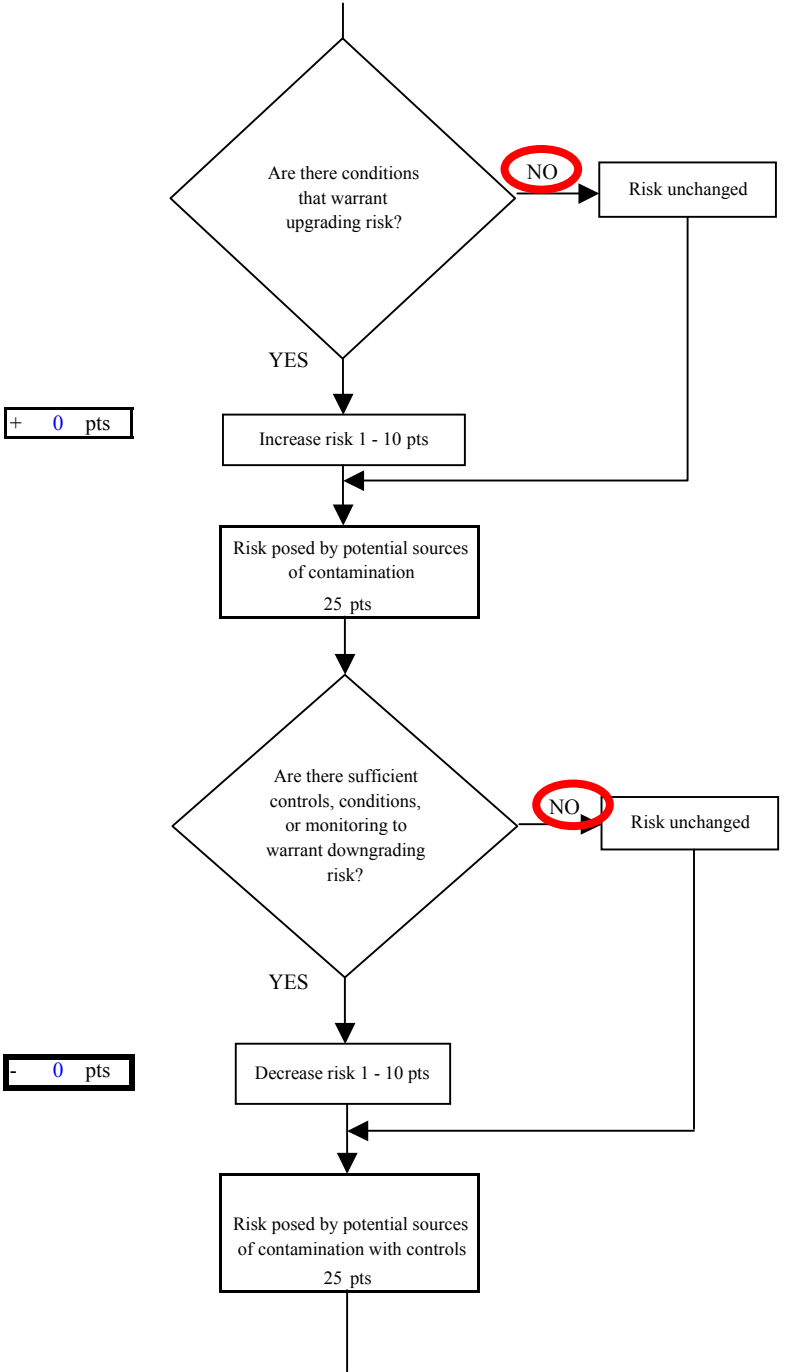 Are there conditions
that warrant
upgrading risk?
NO
Risk unchanged
YES
+ 0 pts
Increase risk 1 - 10 pts
Risk posed by potential sources
of contamination
25 pts
Are there sufficient
controls, conditions,
or monitoring to
warrant downgrading
risk?
NO
Risk unchanged
YES
- 0 pts
Decrease risk 1 - 10 pts
Risk posed by potential sources
of contamination with controls
25 pts